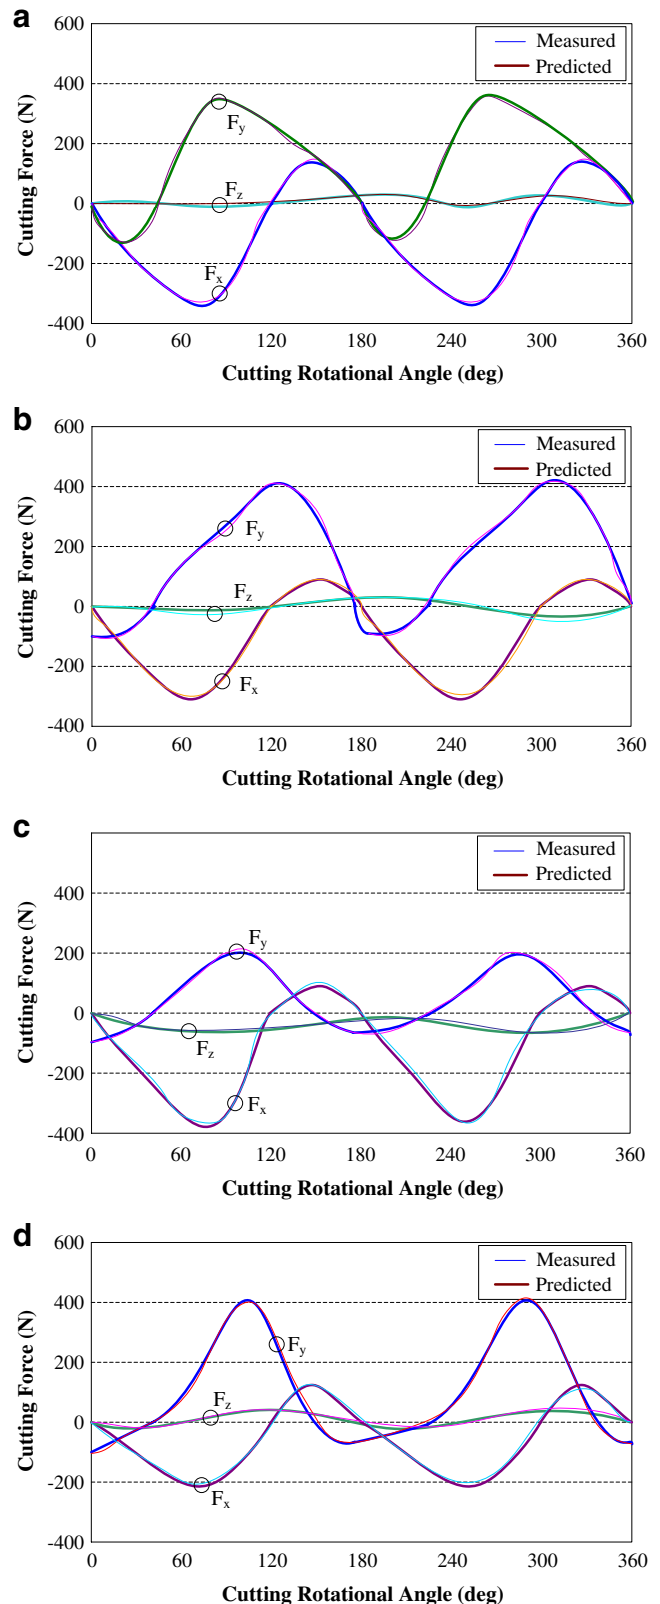 a
600
400
200
0
-200
-400
Cutting Force (N)
Measured
Predicted
Fy
Fz
Fx
0 60 120 180 240 300 360
Cutting Rotational Angle (deg)
b
600
400
200
0
-200
-400
Cutting Force (N)
Measured
Predicted
Fy
Fz
Fx
0 60 120 180 240 300 360
Cutting Rotational Angle (deg)
c
400
200
0
-200
-400
Cutting Force (N)
Measured
Predicted
Fy
Fz
Fx
0 60 120 180 240 300 360
Cutting Rotational Angle (deg)
d
600
400
200
0
-200
-400
Cutting Force (N)
Measured
Predicted
Fy
Fz
Fx
0 60 120 180 240 300 360
Cutting Rotational Angle (deg)